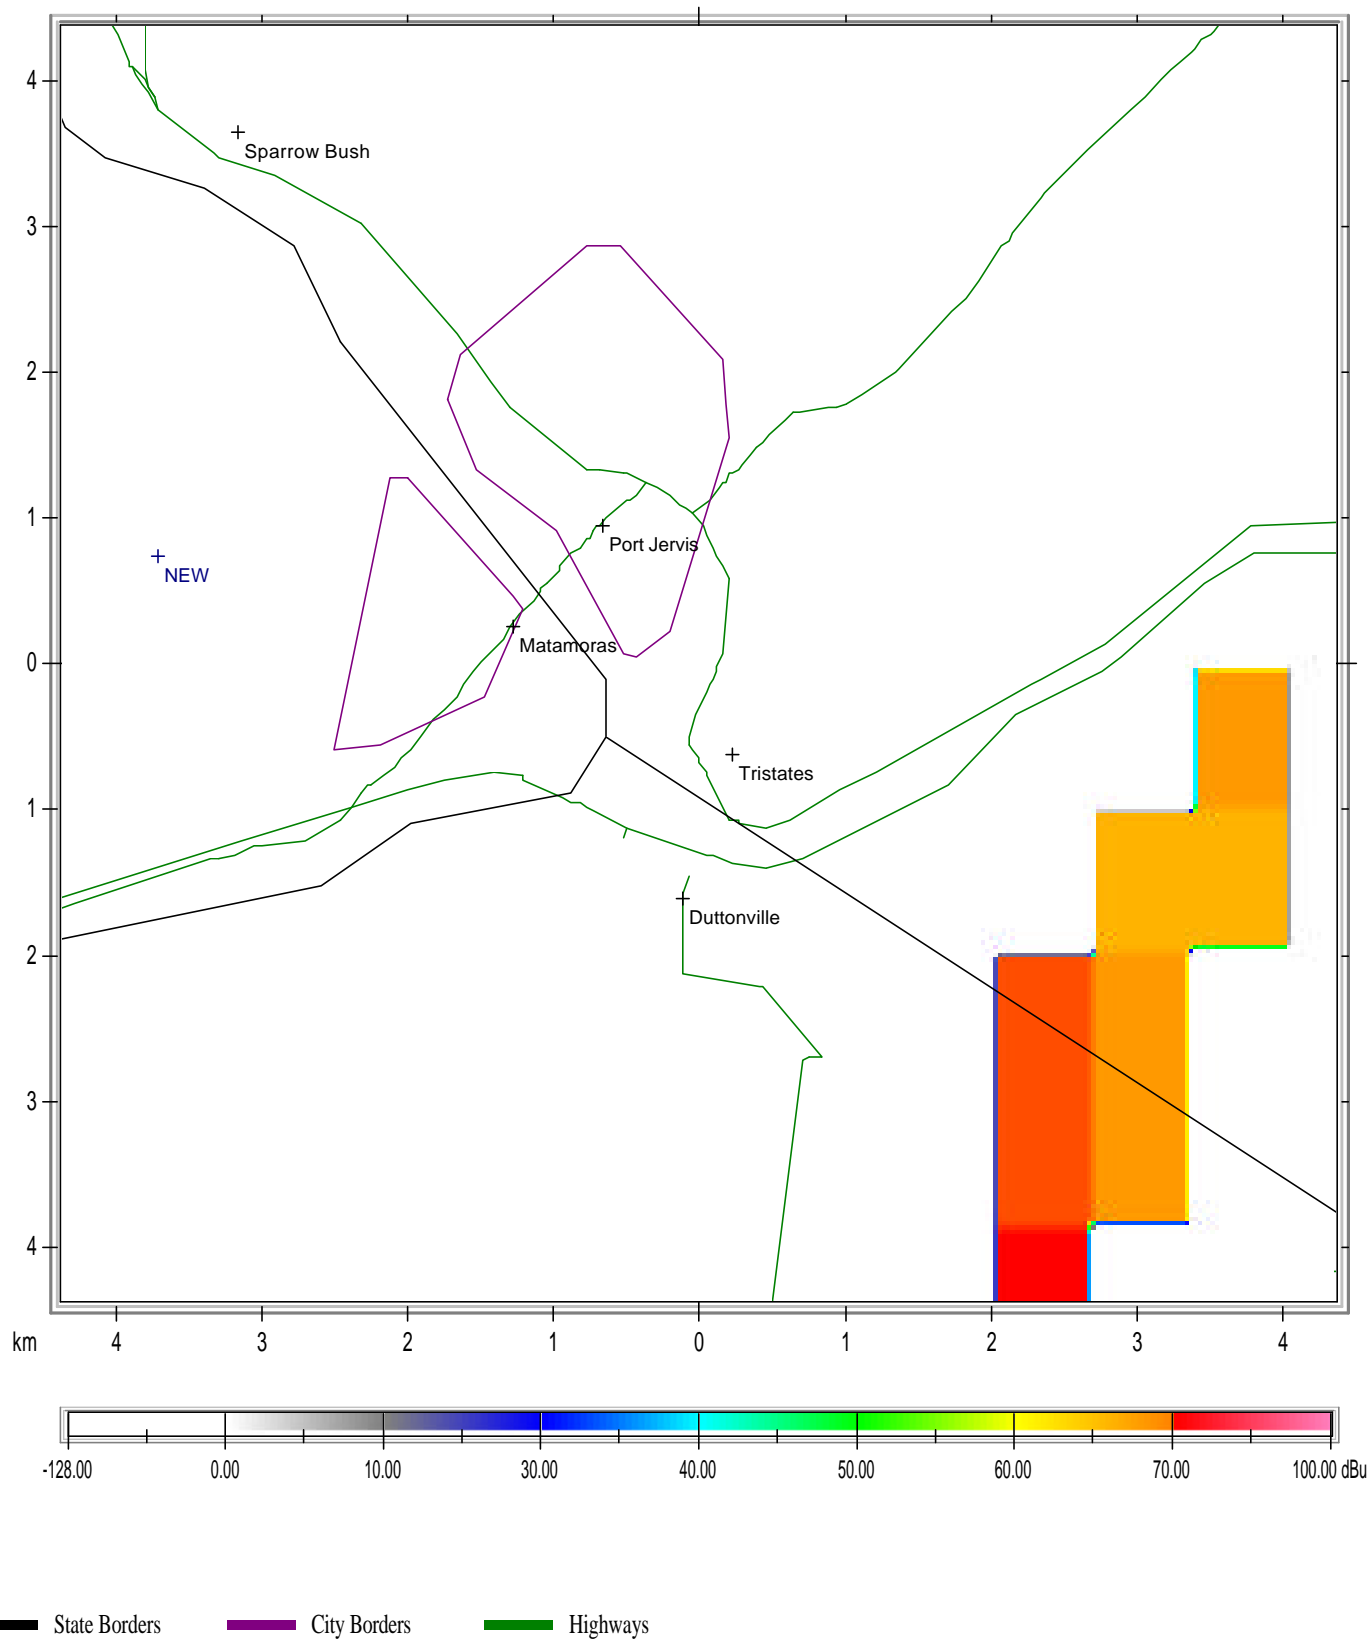 4
Sparrow Bush
3
2
1
Port Jervis
NEW
Matamoras
0
Tristates
1
Duttonville
2
3
4
km 4 3 2 1 0 1 2 3 4
-128.00 0.00 10.00 30.00 40.00 50.00 60.00 70.00 100.00 dBu
State Borders City Borders Highways